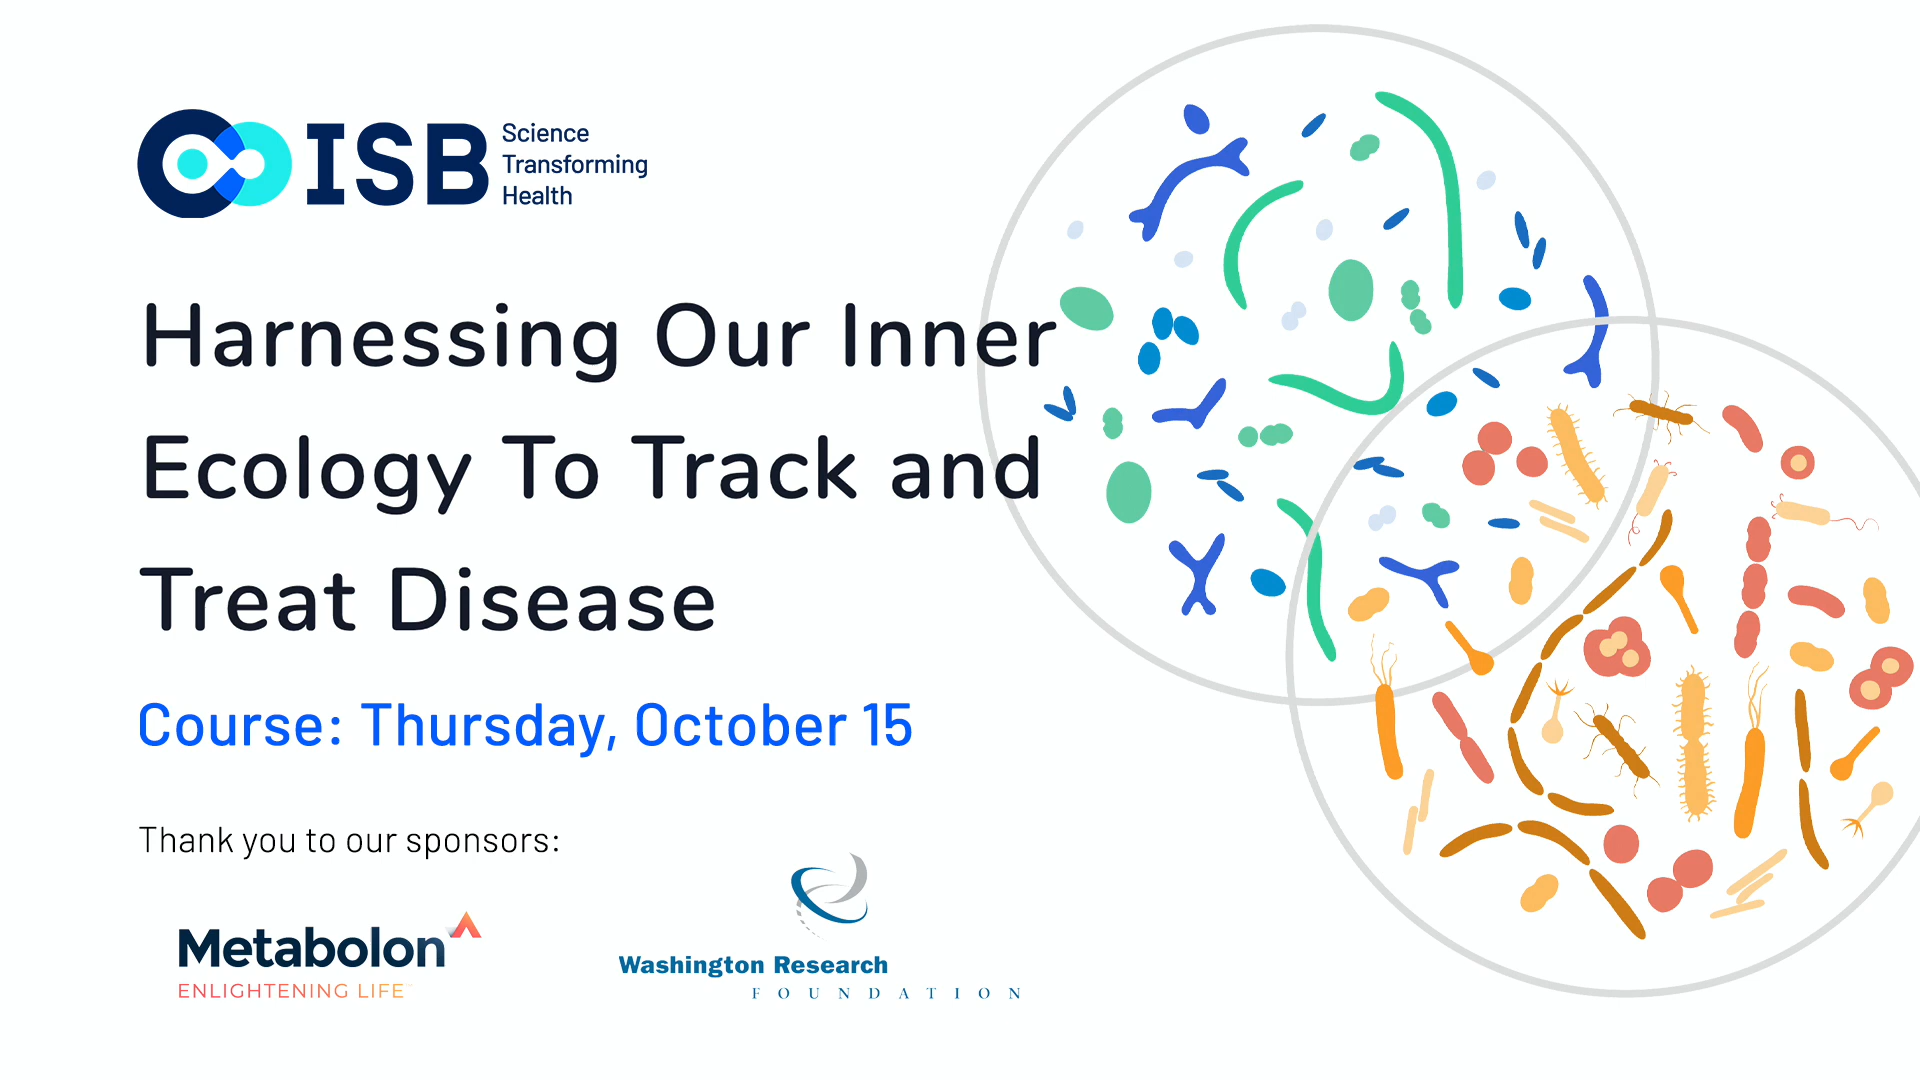 ISB
Science
Transforming
Health
Harnessing Our Inner
Ecology To Track and
Treat Disease
Course: Thursday, October 15
Thank you to our sponsors:
Metabolon
ENLIGHTENING LIFE
Washington Research
FOUNDATION